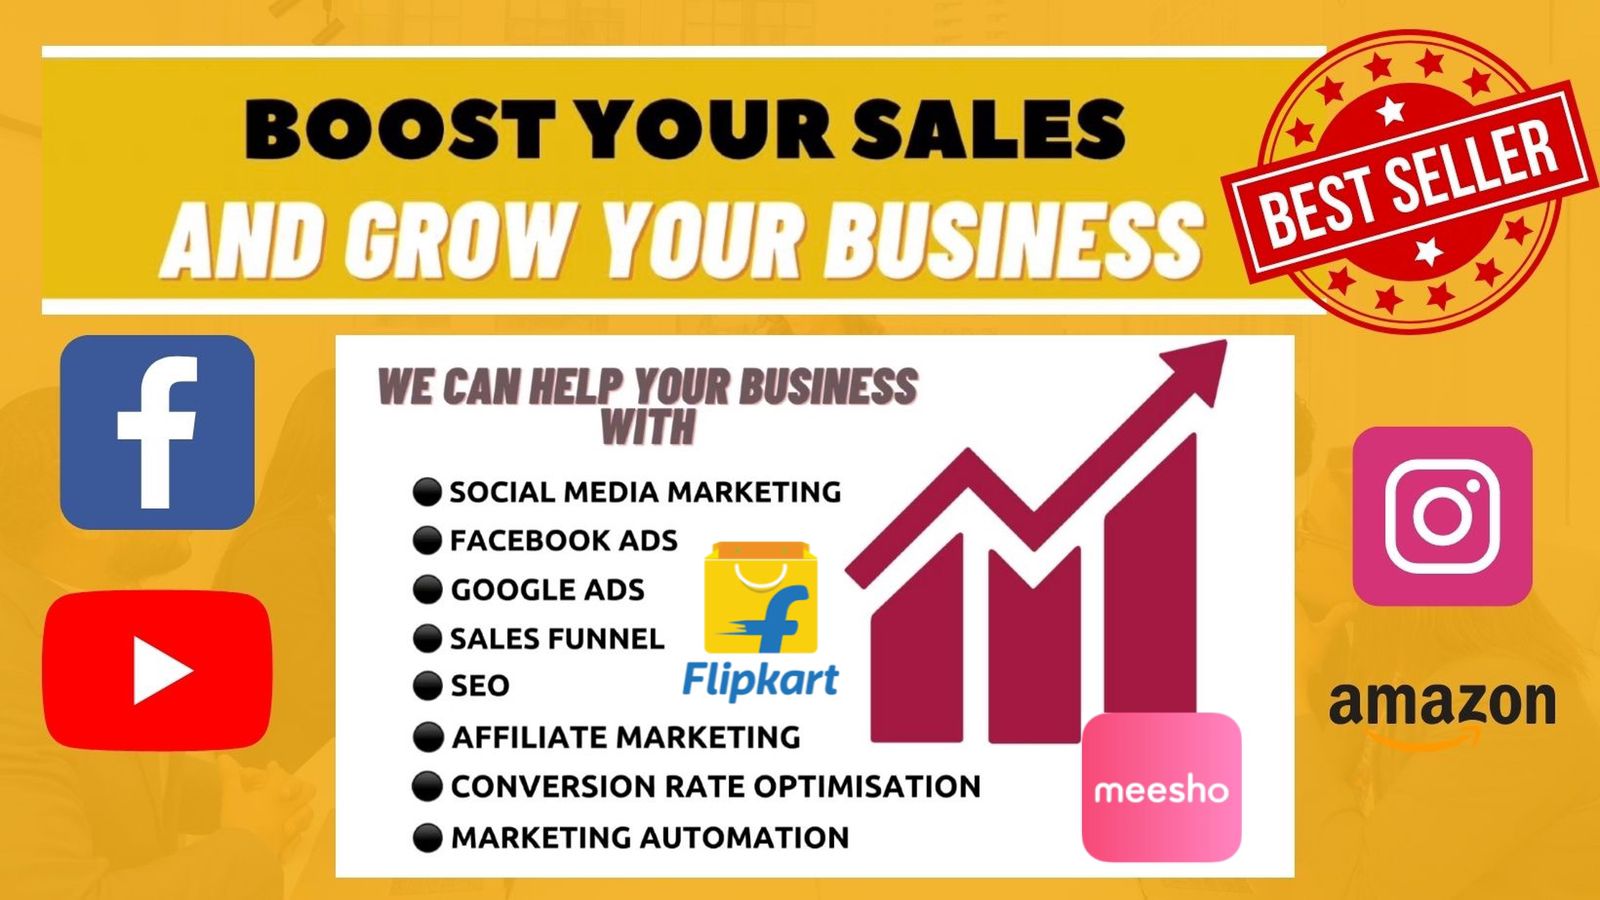 BOOST YOUR SALES
AND GROW YOUR BUSINESS
BEST SELLER
WE CAN HELP YOUR BUSINESS
WITH
SOCIAL MEDIA MARKETING
FACEBOOK ADS
GOOGLE ADS
SALES FUNNEL
SEO
AFFILIATE MARKETING
CONVERSION RATE OPTIMISATION
MARKETING AUTOMATION
Flipkart
meesho
amazon